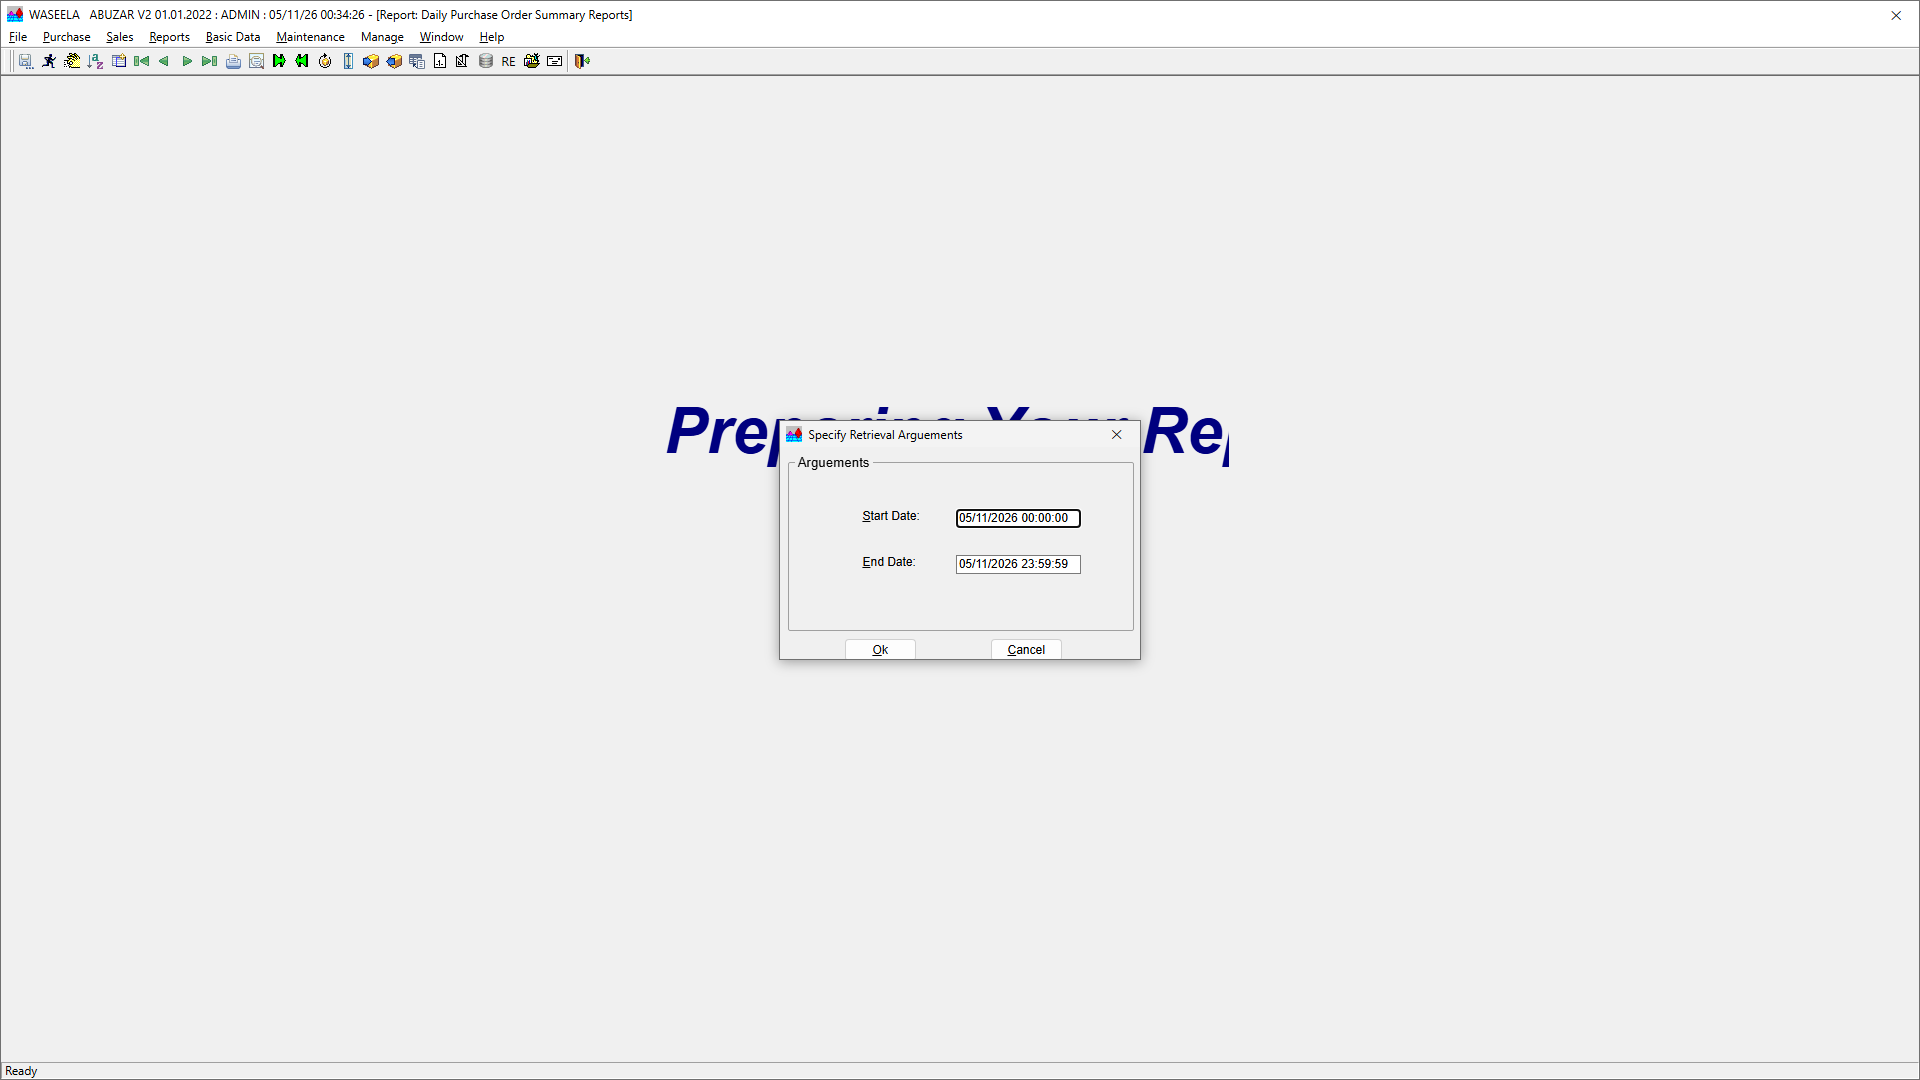 WASEELA   ABUZAR V2 01.01.2022 : ADMIN : 05/11/26 00:34:26 - [Report: Daily Purchase Order Summary Reports]
File Purchase Sales Reports Basic Data Maintenance Manage Window Help
RE
Specify Retrieval Arguements
Arguements
Start Date: 05/11/2026 00:00:00
End Date: 05/11/2026 23:59:59
Ok Cancel
Ready